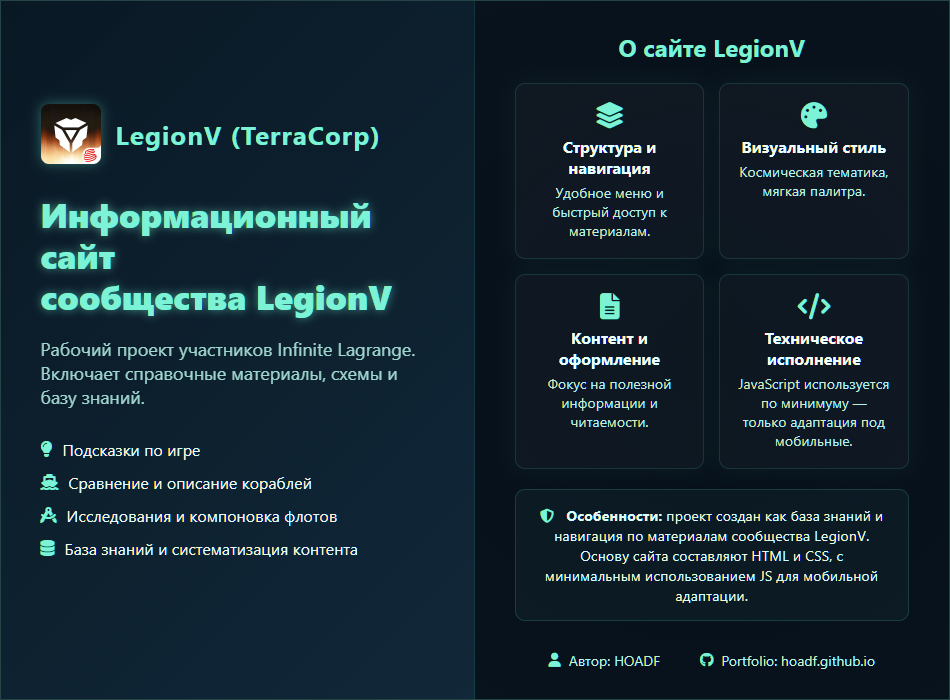 LegionV (TerraCorp)
Информационный
сайт
сообщества LegionV
Рабочий проект участников Infinite Lagrange.
Включает справочные материалы, схемы и
базу знаний.
Подсказки по игре
Сравнение и описание кораблей
Исследования и компоновка флотов
База знаний и систематизация контента
О сайте LegionV
Структура и
навигация
Удобное меню и
быстрый доступ к
материалам.
Визуальный стиль
Космическая тематика,
мягкая палитра.
Контент и
оформление
Фокус на полезной
информации и
читаемости.
Техническое
исполнение
JavaScript используется
по минимуму —
только адаптация под
мобильные.
Особенности: проект создан как база знаний и
навигация по материалам сообщества LegionV.
Основу сайта составляют HTML и CSS, с
минимальным использованием JS для мобильной
адаптации.
Автор: HOADF
Portfolio: hoadf.github.io